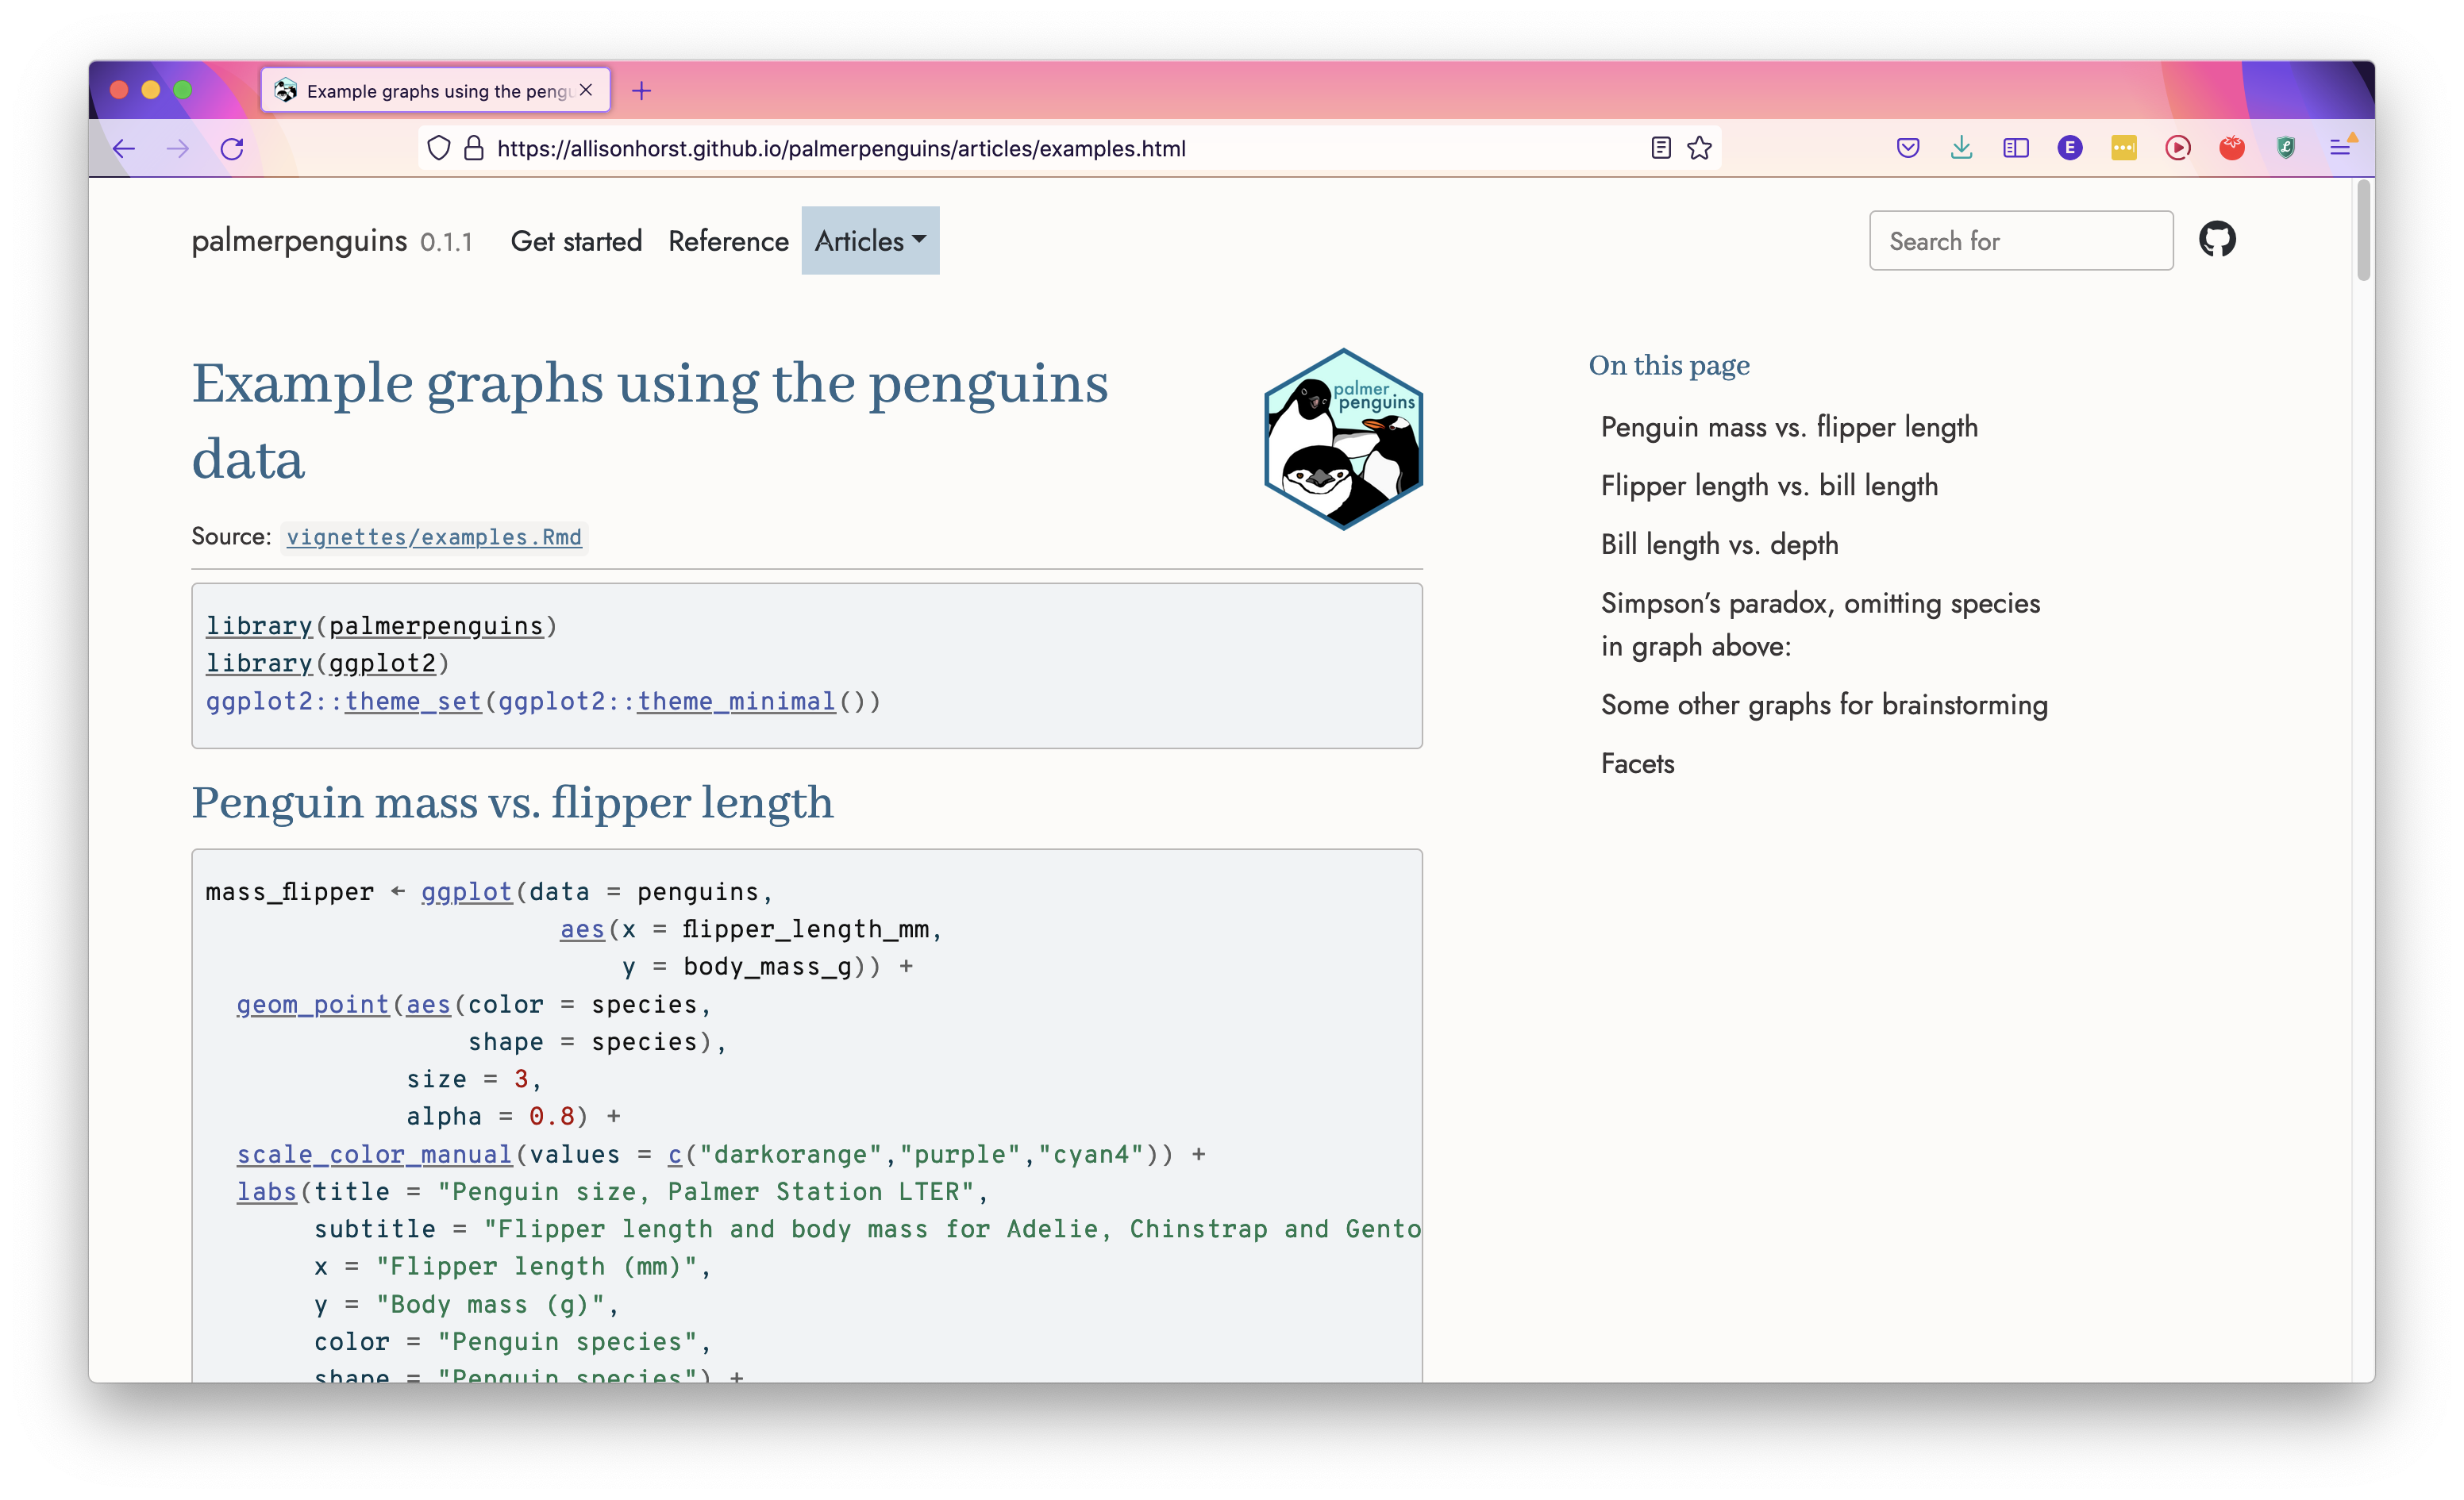 Example graphs using the pengu
https://allisonhorst.github.io/palmerpenguins/articles/examples.html
E
palmerpenguins 0.1.1 Get started Reference Articles
Search for
Example graphs using the penguins
data
palmer
penguins
Source: vignettes/examples.Rmd
library(palmerpenguins)
library(ggplot2)
ggplot2::theme_set(ggplot2::theme_minimal())
Penguin mass vs. flipper length
mass_flipper ← ggplot(data = penguins,
aes(x = flipper_length_mm,
y = body_mass_g)) +
geom_point(aes(color = species,
shape = species),
size = 3,
alpha = 0.8) +
scale_color_manual(values = c("darkorange","purple","cyan4")) +
labs(title = "Penguin size, Palmer Station LTER",
subtitle = "Flipper length and body mass for Adelie, Chinstrap and Gento
x = "Flipper length (mm)",
y = "Body mass (g)",
color = "Penguin species",
shape = "Penguin species") +
On this page
Penguin mass vs. flipper length
Flipper length vs. bill length
Bill length vs. depth
Simpson’s paradox, omitting species
in graph above:
Some other graphs for brainstorming
Facets